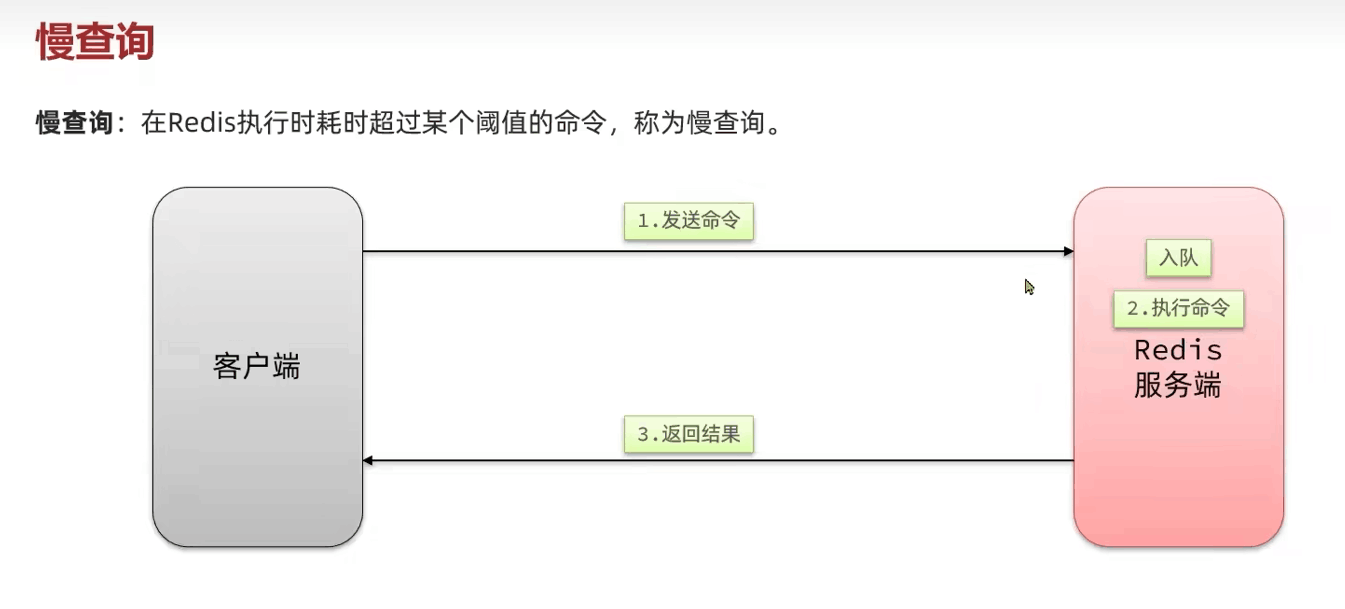 慢查询
慢查询：在Redis执行时耗时超过某个阈值的命令，称为慢查询。
1.发送命令
入队
2.执行命令
客户端
Redis
服务端
3.返回结果